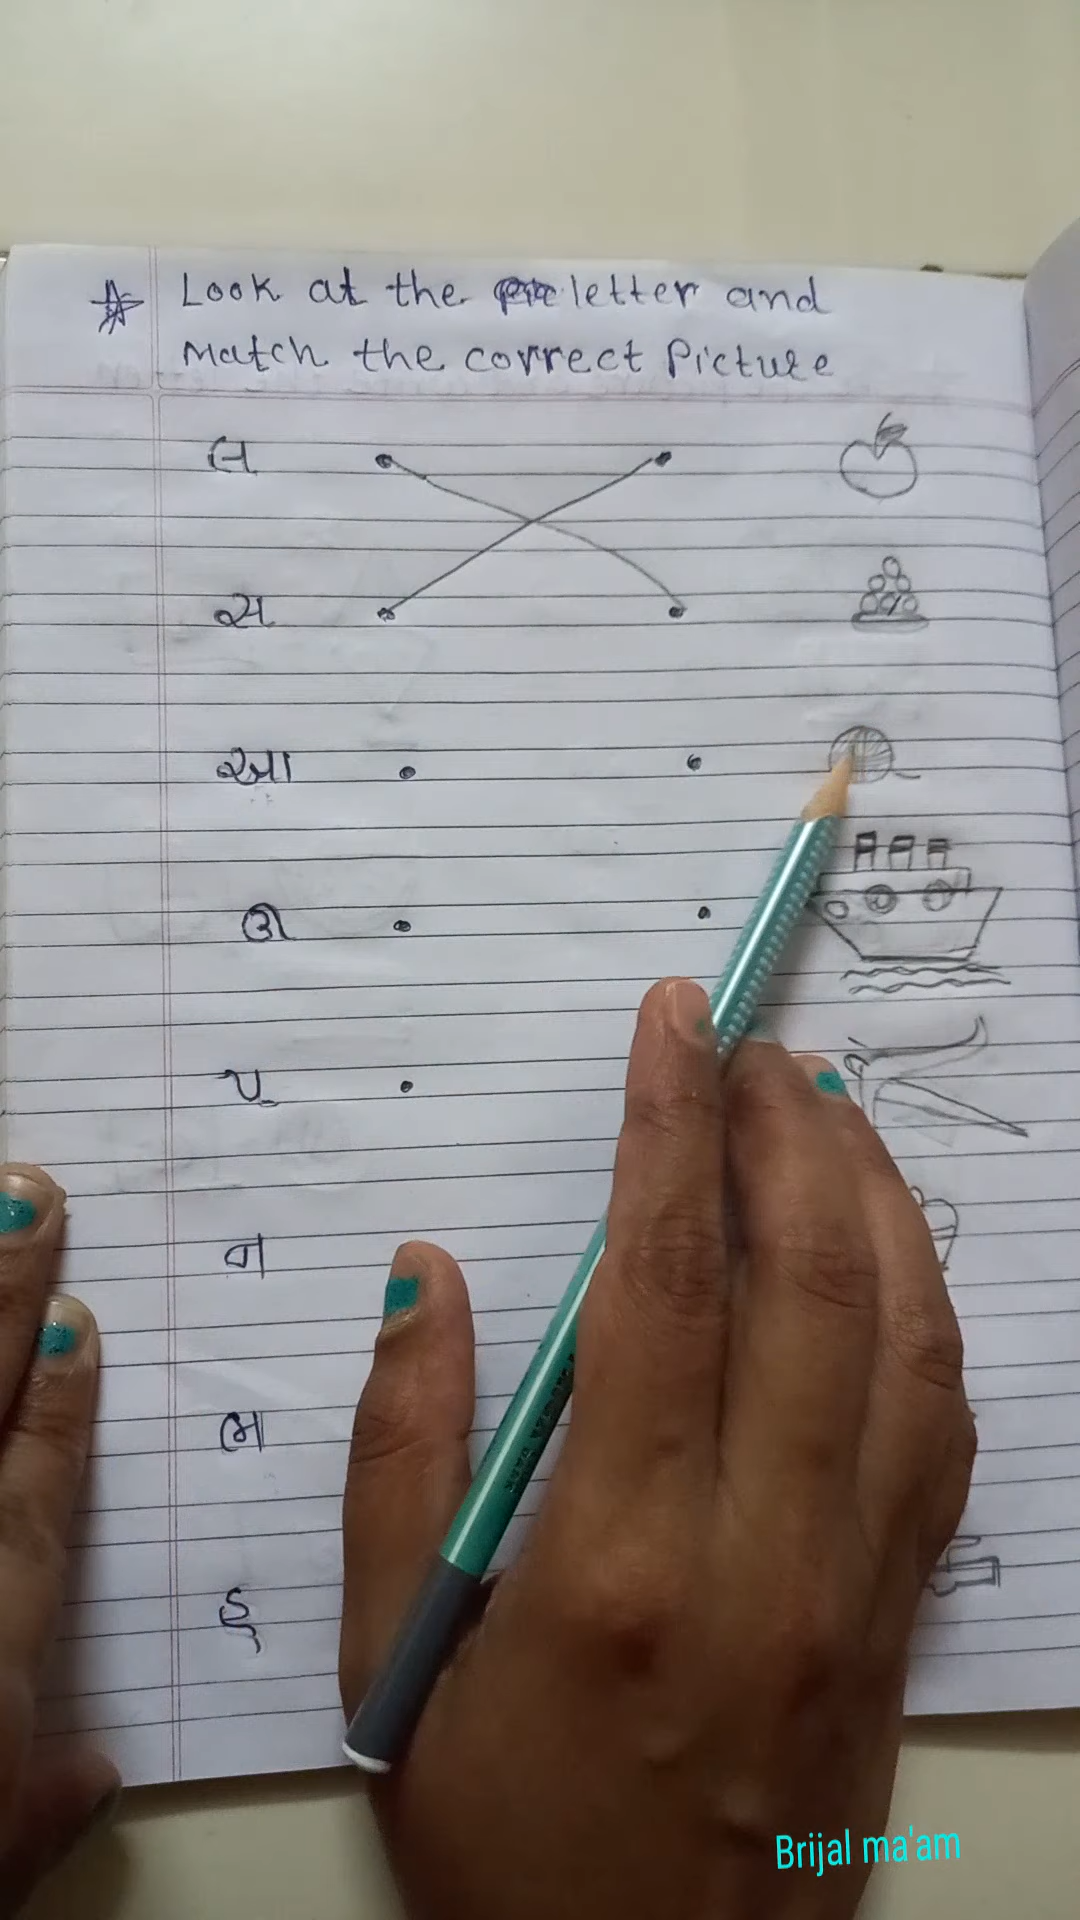 Look at the letter and
Match the correct Picture
લ
સ
આ
ઊ
પ
વ
ભ
હ
Brijal ma'am